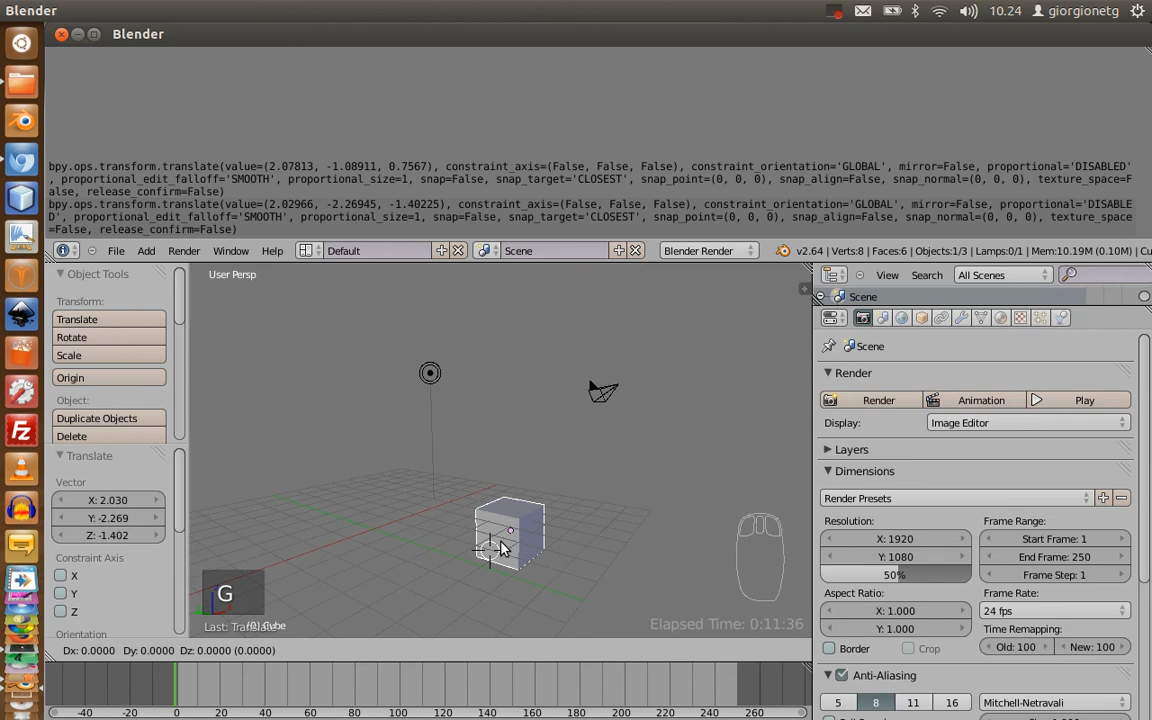 Blender
10.24
giorgionetg
Blender
bpy.ops.transform.translate(value=(2.07813, -1.08911, 0.7567), constraint_axis=(False, False, False), constraint_orientation='GLOBAL', mirror=False, proportional='DISABLED'
, proportional_edit_falloff='SMOOTH', proportional_size=1, snap=False, snap_target='CLOSEST', snap_point=(0, 0, 0), snap_align=False, snap_normal=(0, 0, 0), texture_space=F
alse, release_confirm=False)
bpy.ops.transform.translate(value=(2.02966, -2.26945, -1.40225), constraint_axis=(False, False, False), constraint_orientation='GLOBAL', mirror=False, proportional='DISABLE
D', proportional_edit_falloff='SMOOTH', proportional_size=1, snap=False, snap_target='CLOSEST', snap_point=(0, 0, 0), snap_align=False, snap_normal=(0, 0, 0), texture_space
=False, release_confirm=False)
File Add Render Window Help Default Scene Blender Render v2.64 | Verts:8 | Faces:6 | Objects:1/3 | Lamps:0/1 | Mem:10.19M (0.10M) | Cu
Object Tools
Transform:
Translate
Rotate
Scale
Origin
Object:
Duplicate Objects
Delete
Translate
Vector
X: 2.030
Y: -2.269
Z: -1.402
Constraint Axis
X
Y
Z
Orientation
User Persp
G
Last: Translate
(0) Cube
Elapsed Time: 0:11:36
Dx: 0.0000 Dy: 0.0000 Dz: 0.0000 (0.0000)
-40 -20 0 20 40 60 80 100 120 140 160 180 200 220 240 260
View Search All Scenes
Scene
Scene
Render
Render Animation Play
Display: Image Editor
Layers
Dimensions
Render Presets
Resolution: Frame Range:
X: 1920 Start Frame: 1
Y: 1080 End Frame: 250
50% Frame Step: 1
Aspect Ratio: Frame Rate:
X: 1.000 24 fps
Y: 1.000 Time Remapping:
Border Crop Old: 100 New: 100
Anti-Aliasing
5 8 11 16 Mitchell-Netravali